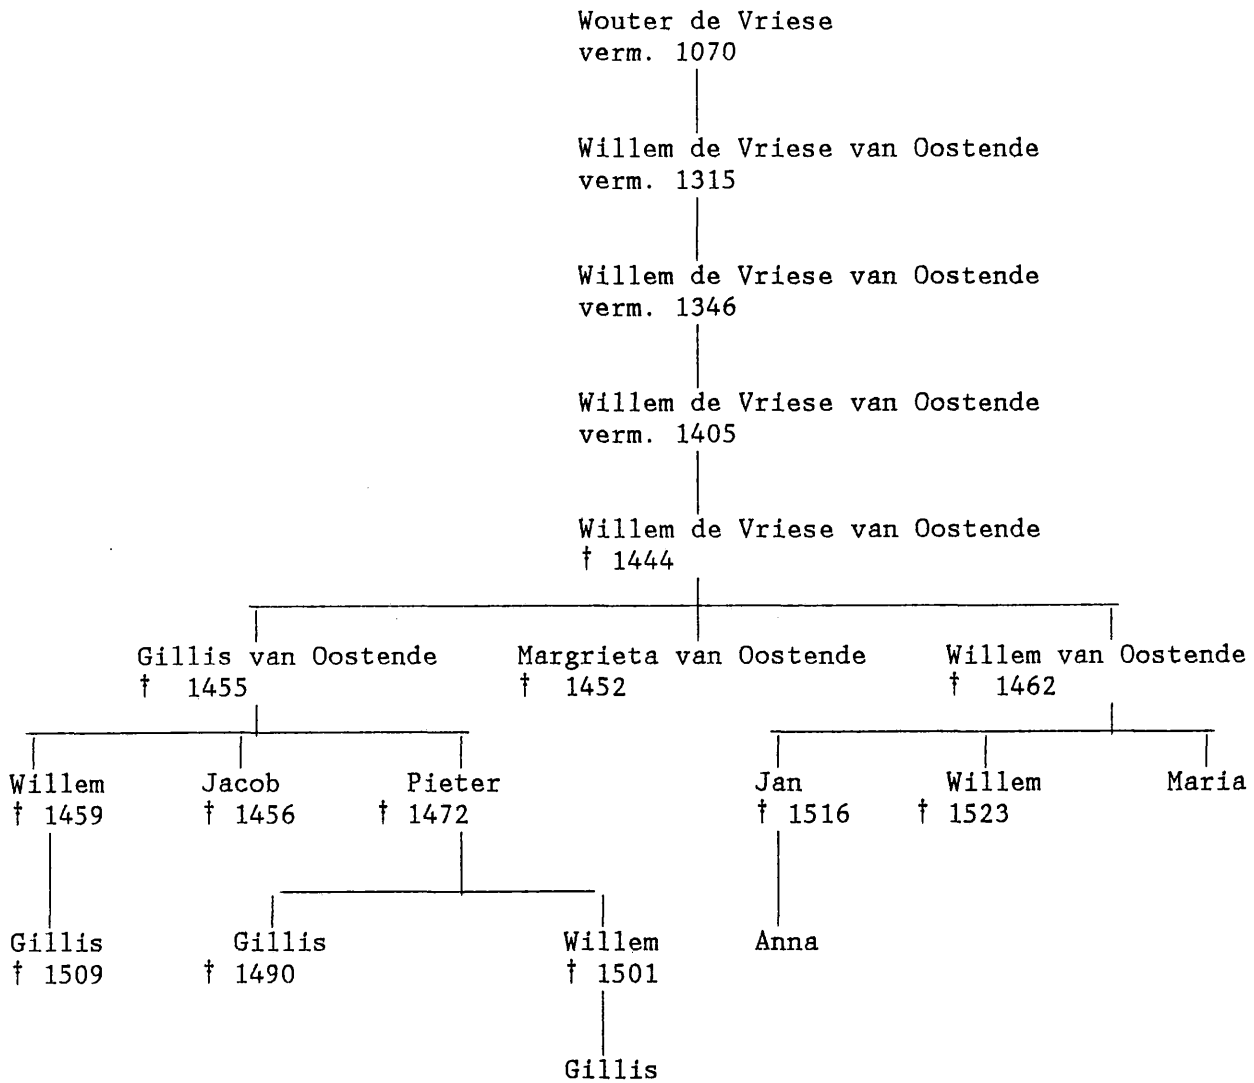 Wouter de Vriese
verm. 1070
Willem de Vriese van Oostende
verm. 1315
Willem de Vriese van Oostende
verm. 1346
Willem de Vriese van Oostende
verm. 1405
Willem de Vriese van Oostende
† 1444
Gillis van Oostende Margrieta van Oostende Willem van Oostende
† 1455 † 1452 † 1462
Willem Jacob Pieter Jan Willem Maria
† 1459 † 1456 † 1472 † 1516 † 1523
Gillis Gillis Willem Anna
† 1509 † 1490 † 1501
Gillis